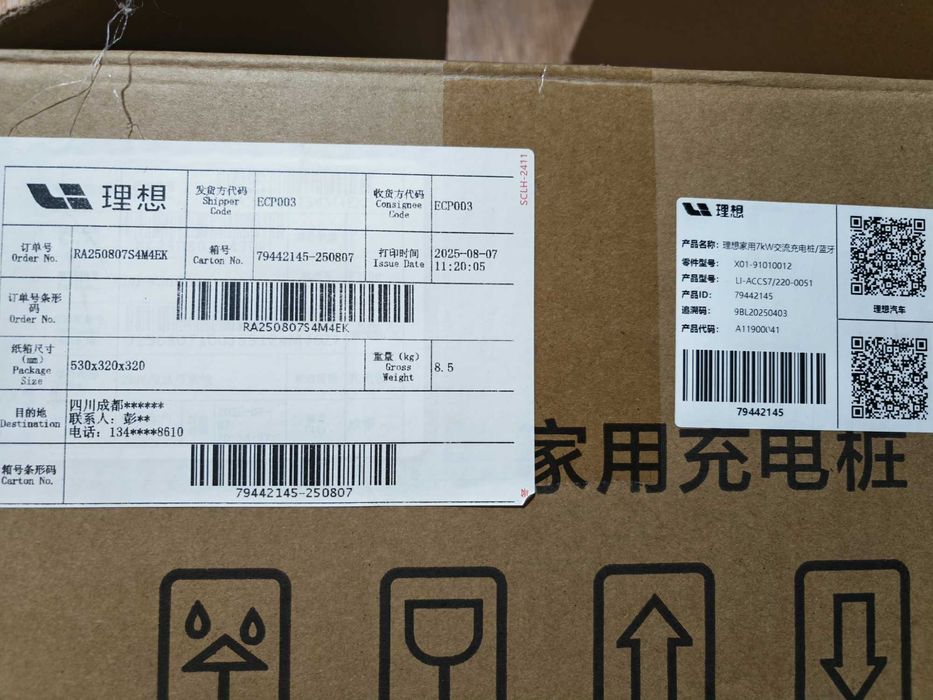 SCLH-2411
理想
发货方代码 Shipper Code ECP003 收货方代码 Consignee Code ECP003
订单号 Order No. RA250807S4M4EK 箱号 Carton No. 79442145-250807 打印时间 Issue Date 2025-08-07 11:20:05
订单号条形码 Order No.
RA250807S4M4EK
纸箱尺寸 (mm) Package Size 530x320x320 重量 (kg) Gross Weight 8.5
目的地 Destination
四川成都******
联系人: 彭**
电话: 134****8610
箱号条形码 Carton No.
79442145-250807
理想
产品名称: 理想家用7kW交流充电桩/蓝牙
零件型号: X01-91010012
产品型号: LI-ACCS7/220-0051
产品ID: 79442145
追溯码: 9BL20250403
产品代码: A11900041
79442145
理想汽车
家用充电桩